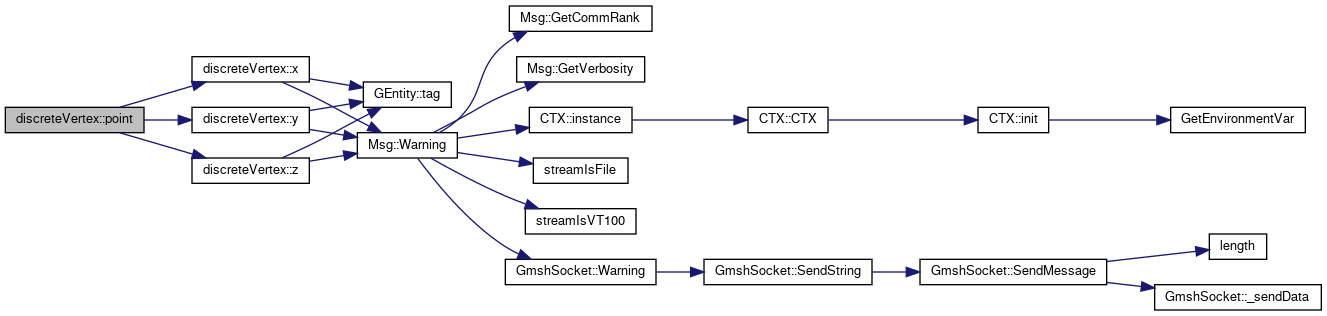 discreteVertex::point
discreteVertex::x
discreteVertex::y
discreteVertex::z
GEntity::tag
Msg::Warning
Msg::GetCommRank
Msg::GetVerbosity
CTX::instance
streamIsFile
streamIsVT100
GmshSocket::Warning
CTX::CTX
CTX::init
GetEnvironmentVar
GmshSocket::SendString
GmshSocket::SendMessage
length
GmshSocket::_sendData